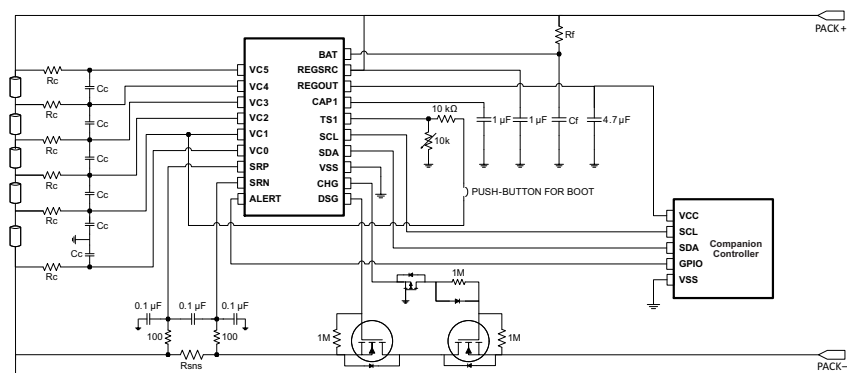 PACK+
Rf
BAT
REGSRC
REGOUT
CAP1
TS1
SCL
SDA
VSS
CHG
DSG
VC5
VC4
VC3
VC2
VC1
VC0
SRP
SRN
ALERT
Rc
Rc
Rc
Rc
Rc
Rc
Cc
Cc
Cc
Cc
Cc
Cc
10 kΩ
10k
1 µF
1 µF
Cf
4.7 µF
PUSH-BUTTON FOR BOOT
VCC
SCL
SDA
GPIO
VSS
Companion
Controller
1M
0.1 µF
0.1 µF
0.1 µF
100
100
1M
1M
Rsns
PACK–